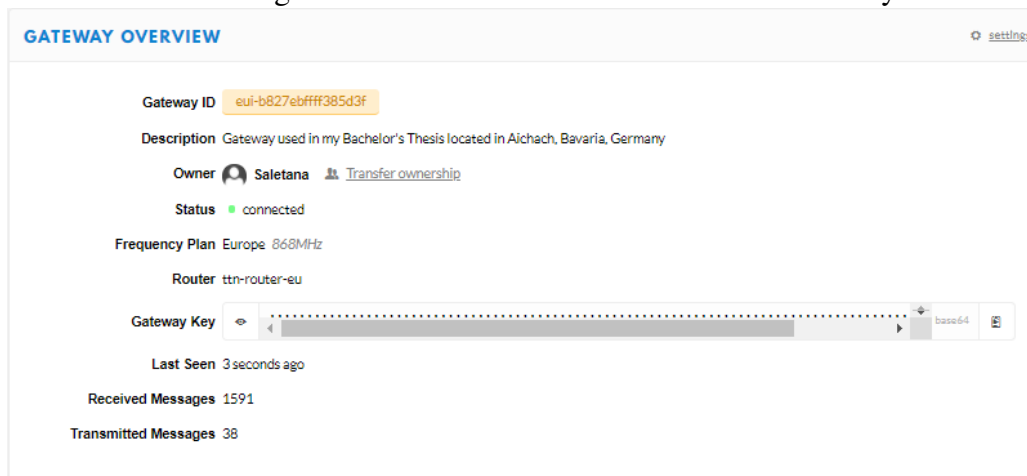 GATEWAY OVERVIEW settings
Gateway ID eui-b827ebffff385d3f
Description Gateway used in my Bachelor's Thesis located in Aichach, Bavaria, Germany
Owner Saletana Transfer ownership
Status connected
Frequency Plan Europe 868MHz
Router ttn-router-eu
Gateway Key base64
Last Seen 3 seconds ago
Received Messages 1591
Transmitted Messages 38